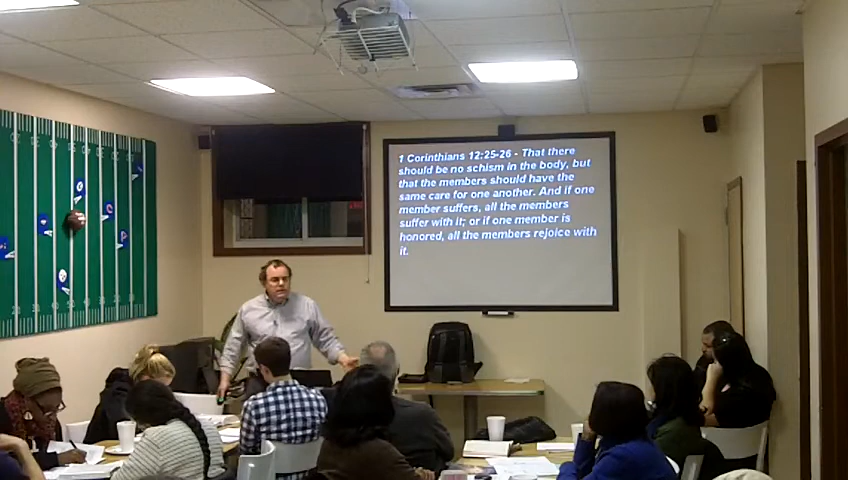 1 Corinthians 12:25-26 - That there
should be no schism in the body, but
that the members should have the
same care for one another. And if one
member suffers, all the members
suffer with it; or if one member is
honored, all the members rejoice with
it.